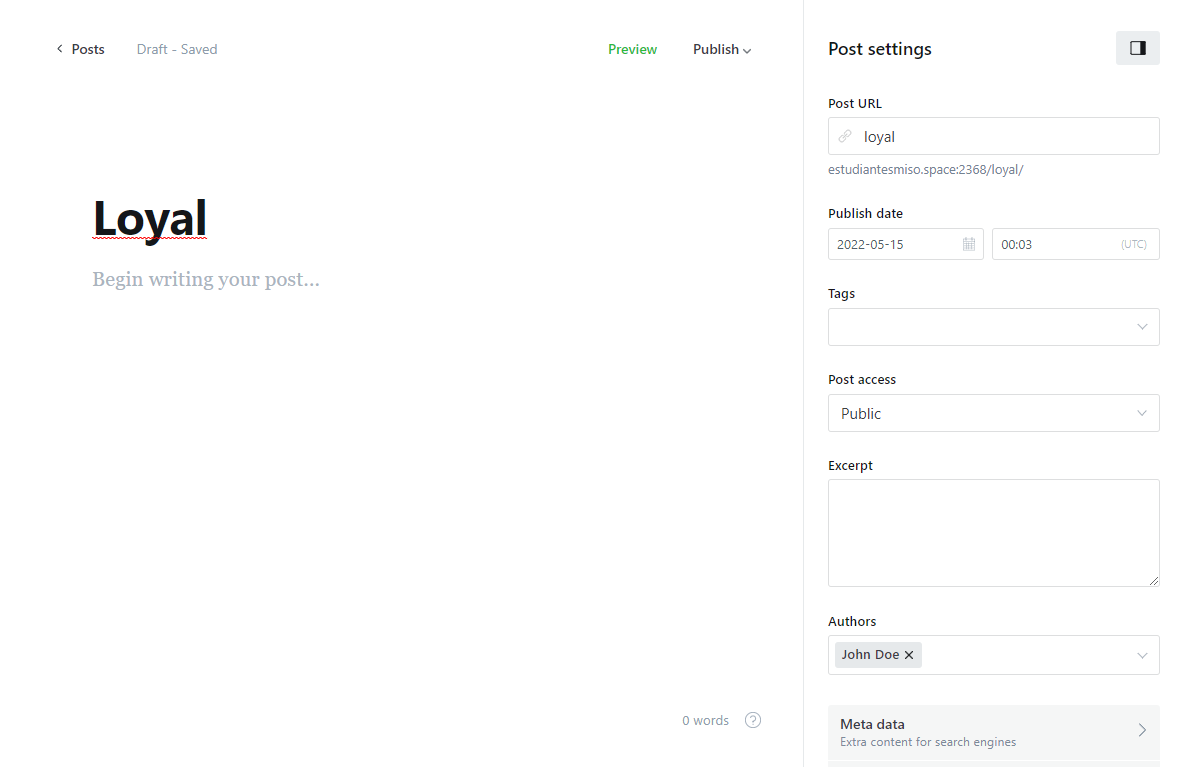 Posts
Draft - Saved
Preview
Publish
Loyal
Begin writing your post...
0 words
?
Post settings
Post URL
loyal
estudiantesmiso.space:2368/loyal/
Publish date
2022-05-15
00:03
(UTC)
Tags
Post access
Public
Excerpt
Authors
John Doe ×
Meta data
Extra content for search engines